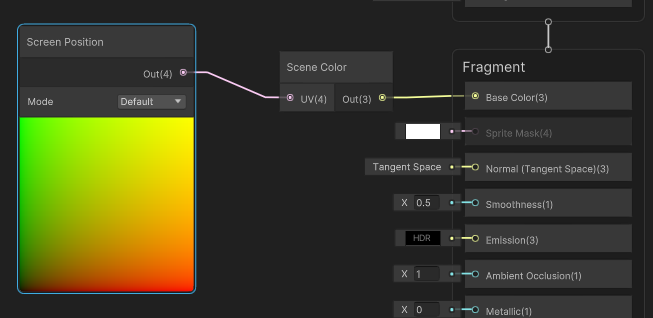 Screen Position
Out(4)
Mode
Default
Scene Color
UV(4)
Out(3)
Fragment
Base Color(3)
Sprite Mask(4)
Tangent Space
Normal (Tangent Space)(3)
X 0.5
Smoothness(1)
HDR
Emission(3)
X 1
Ambient Occlusion(1)
X 0
Metallic(1)